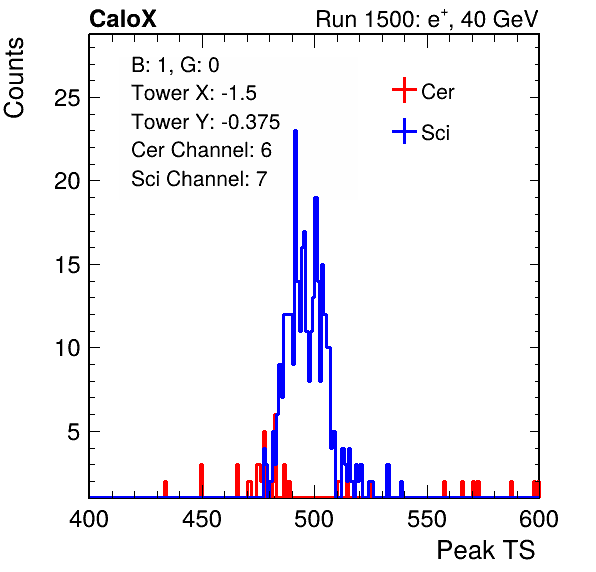 CaloX Run 1500: e⁺, 40 GeV
Counts
B: 1, G: 0
Tower X: -1.5
Tower Y: -0.375
Cer Channel: 6
Sci Channel: 7
Cer
Sci
25
20
15
10
5
400 450 500 550 600
Peak TS